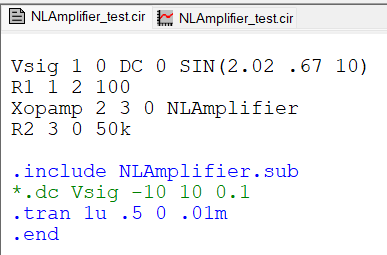 NLAmplifier_test.cir NLAmplifier_test.cir
Vsig 1 0 DC 0 SIN(2.02 .67 10)
R1 1 2 100
Xopamp 2 3 0 NLAmplifier
R2 3 0 50k
.include NLAmplifier.sub
*.dc Vsig -10 10 0.1
.tran 1u .5 0 .01m
.end